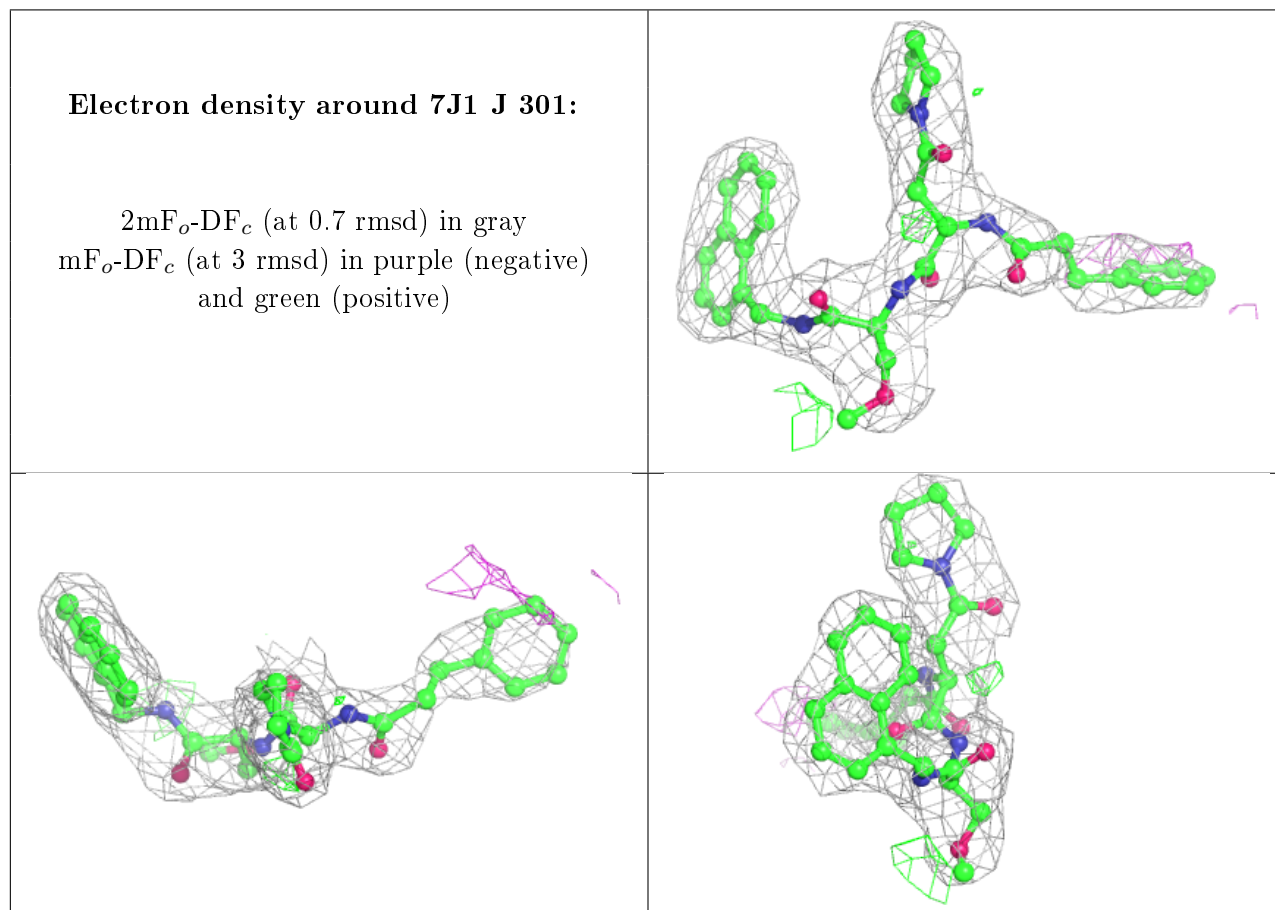 Electron density around 7J1 J 301:
2mFₒ-DF𝒸 (at 0.7 rmsd) in gray
mFₒ-DF𝒸 (at 3 rmsd) in purple (negative)
and green (positive)